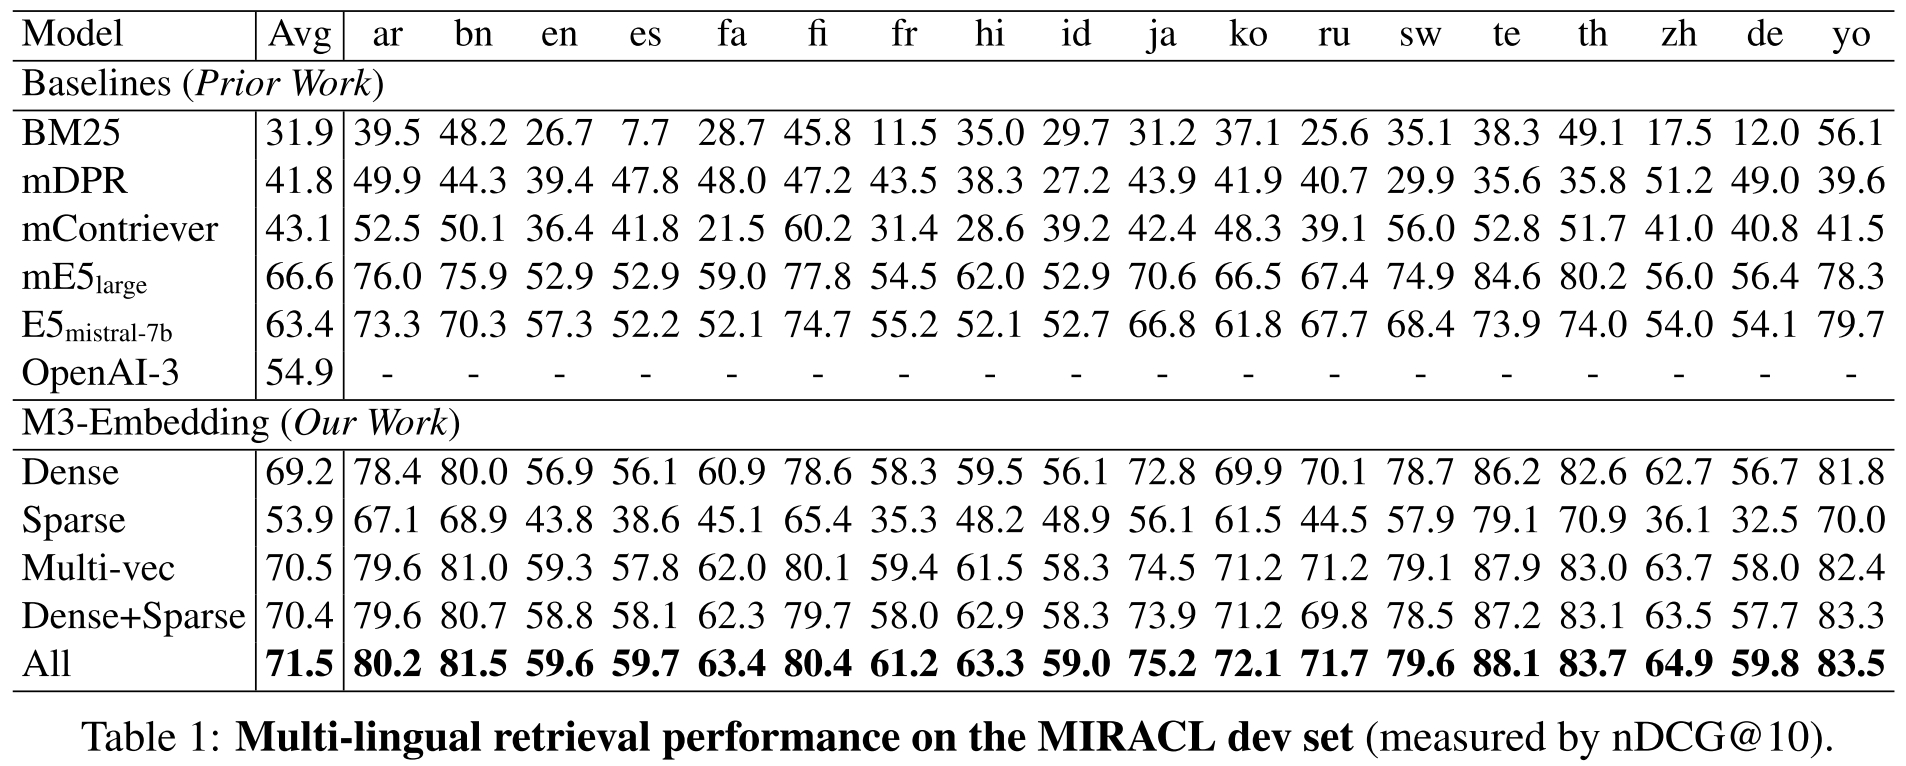 Model Avg ar bn en es fa fi fr hi id ja ko ru sw te th zh de yo
Baselines (Prior Work)
BM25 31.9 39.5 48.2 26.7 7.7 28.7 45.8 11.5 35.0 29.7 31.2 37.1 25.6 35.1 38.3 49.1 17.5 12.0 56.1
mDPR 41.8 49.9 44.3 39.4 47.8 48.0 47.2 43.5 38.3 27.2 43.9 41.9 40.7 29.9 35.6 35.8 51.2 49.0 39.6
mContriever 43.1 52.5 50.1 36.4 41.8 21.5 60.2 31.4 28.6 39.2 42.4 48.3 39.1 56.0 52.8 51.7 41.0 40.8 41.5
mE5large 66.6 76.0 75.9 52.9 52.9 59.0 77.8 54.5 62.0 52.9 70.6 66.5 67.4 74.9 84.6 80.2 56.0 56.4 78.3
E5mistral-7b 63.4 73.3 70.3 57.3 52.2 52.1 74.7 55.2 52.1 52.7 66.8 61.8 67.7 68.4 73.9 74.0 54.0 54.1 79.7
OpenAI-3 54.9 - - - - - - - - - - - - - - - - - -
M3-Embedding (Our Work)
Dense 69.2 78.4 80.0 56.9 56.1 60.9 78.6 58.3 59.5 56.1 72.8 69.9 70.1 78.7 86.2 82.6 62.7 56.7 81.8
Sparse 53.9 67.1 68.9 43.8 38.6 45.1 65.4 35.3 48.2 48.9 56.1 61.5 44.5 57.9 79.1 70.9 36.1 32.5 70.0
Multi-vec 70.5 79.6 81.0 59.3 57.8 62.0 80.1 59.4 61.5 58.3 74.5 71.2 71.2 79.1 87.9 83.0 63.7 58.0 82.4
Dense+Sparse 70.4 79.6 80.7 58.8 58.1 62.3 79.7 58.0 62.9 58.3 73.9 71.2 69.8 78.5 87.2 83.1 63.5 57.7 83.3
All 71.5 80.2 81.5 59.6 59.7 63.4 80.4 61.2 63.3 59.0 75.2 72.1 71.7 79.6 88.1 83.7 64.9 59.8 83.5
Table 1: Multi-lingual retrieval performance on the MIRACL dev set (measured by nDCG@10).